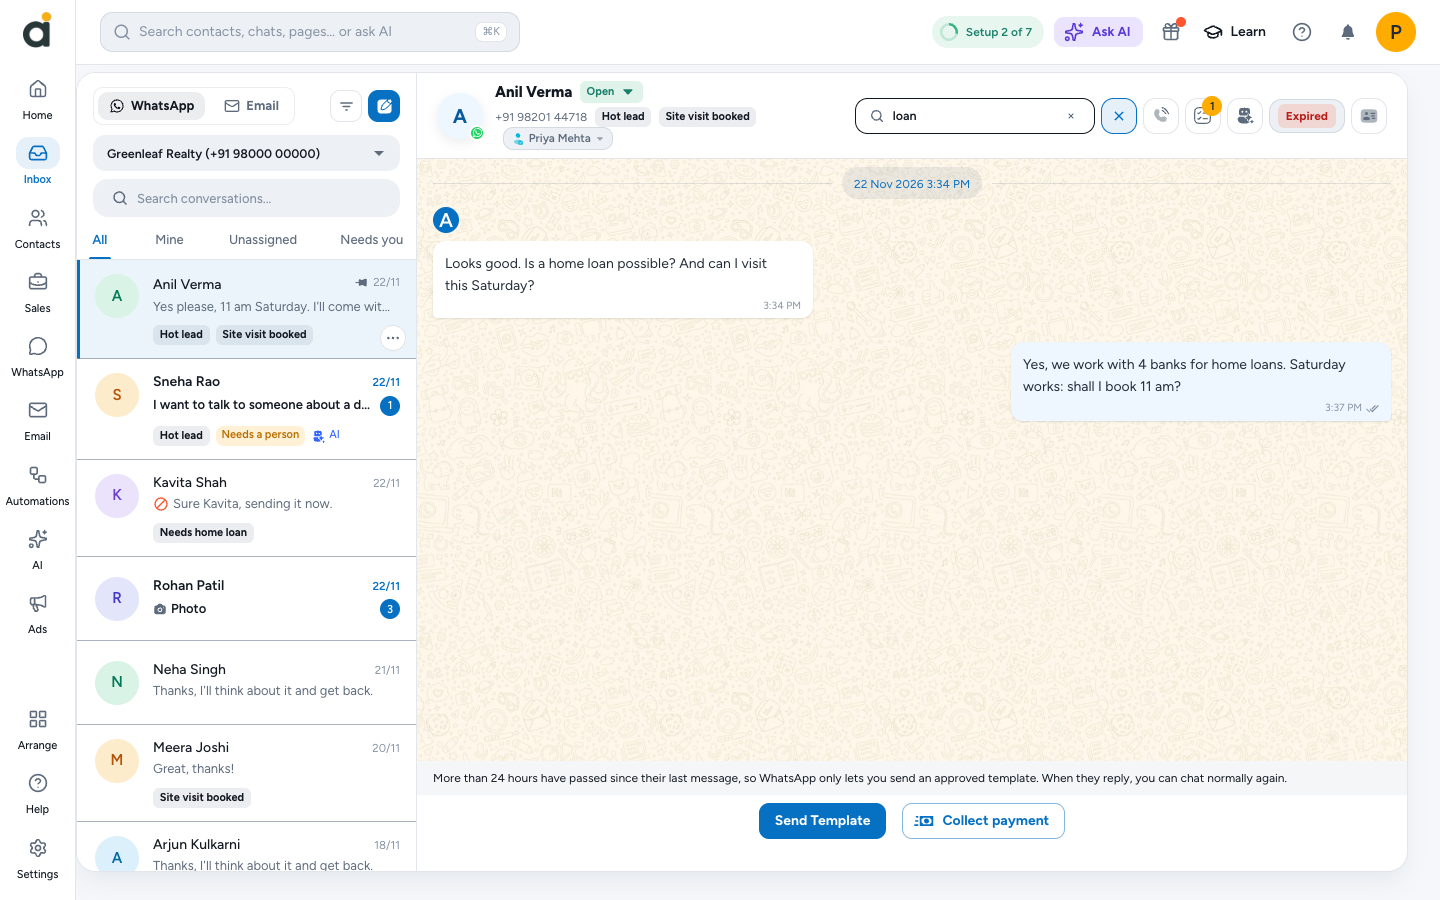 Search contacts, chats, pages... or ask AI
⌘K
Setup 2 of 7
Ask AI
Learn
P
Home
Inbox
Contacts
Sales
WhatsApp
Email
Automations
AI
Ads
Arrange
Help
Settings
WhatsApp
Email
Greenleaf Realty (+91 98000 00000)
Search conversations...
All
Mine
Unassigned
Needs you
A
Anil Verma
22/11
Yes please, 11 am Saturday. I'll come wit...
Hot lead
Site visit booked
S
Sneha Rao
22/11
I want to talk to someone about a d...
1
Hot lead
Needs a person
AI
K
Kavita Shah
22/11
Sure Kavita, sending it now.
Needs home loan
R
Rohan Patil
22/11
Photo
3
N
Neha Singh
21/11
Thanks, I'll think about it and get back.
M
Meera Joshi
20/11
Great, thanks!
Site visit booked
A
Arjun Kulkarni
18/11
Thanks, I'll think about it and get back.
A
Anil Verma
Open
+91 98201 44718
Hot lead
Site visit booked
Priya Mehta
loan
1
Expired
22 Nov 2026 3:34 PM
A
Looks good. Is a home loan possible? And can I visit
this Saturday?
3:34 PM
Yes, we work with 4 banks for home loans. Saturday
works: shall I book 11 am?
3:37 PM
More than 24 hours have passed since their last message, so WhatsApp only lets you send an approved template. When they reply, you can chat normally again.
Send Template
Collect payment